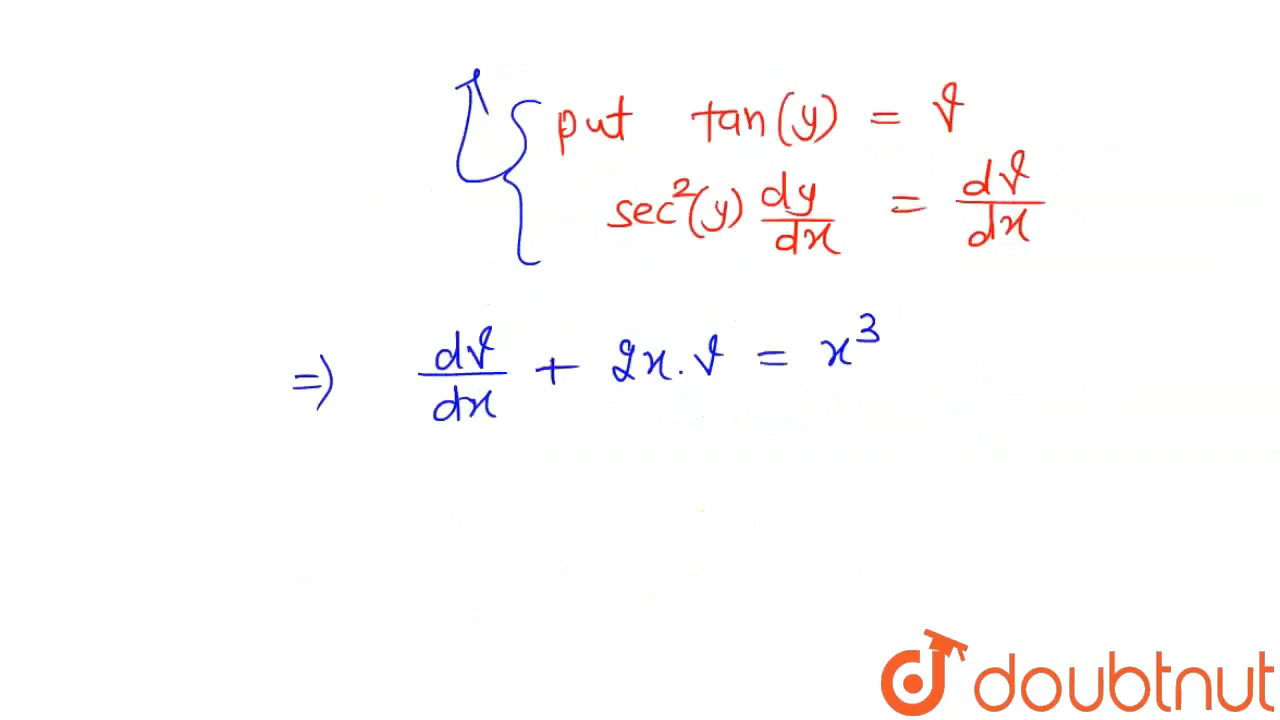 put tan(y) = v
sec²(y) dy/dx = dv/dx
=> dv/dx + 2x.v = x³
doubtnut